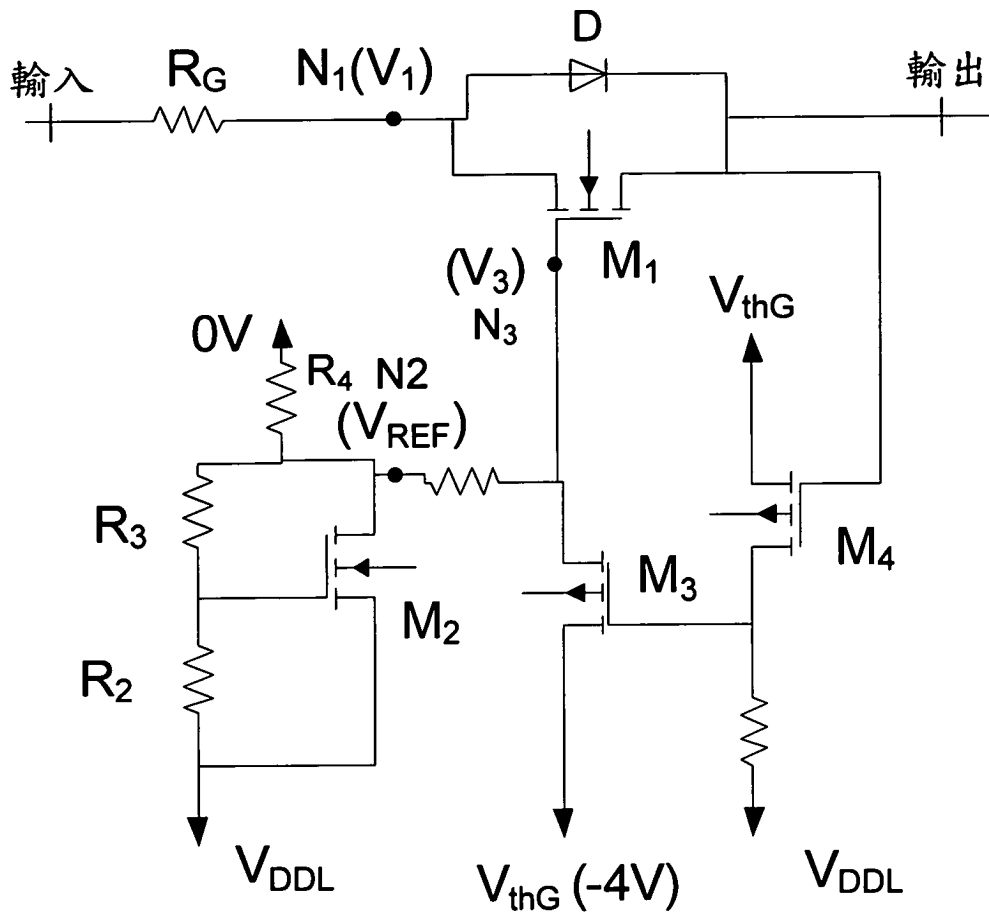 D
輸入
R_G
N_1(V_1)
輸出
M_1
(V_3)
N_3
V_thG
0V
R_4
N2
(V_REF)
R_3
M_2
M_3
M_4
R_2
V_DDL
V_thG (-4V)
V_DDL